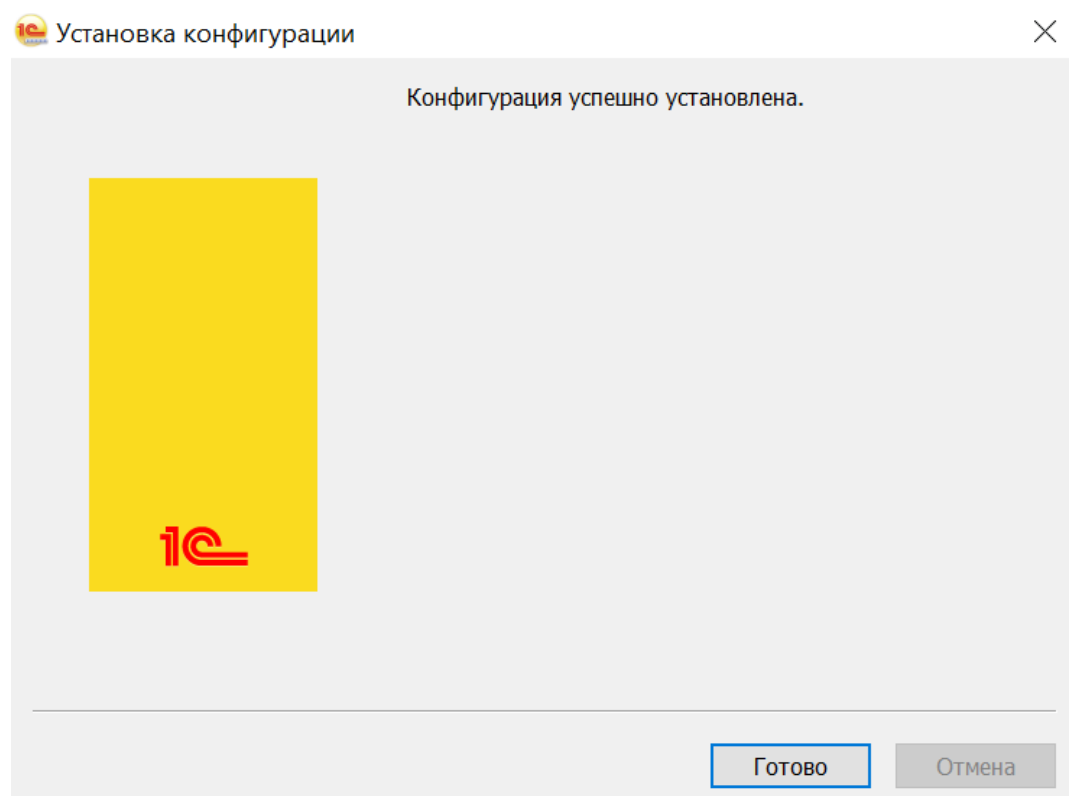 Установка конфигурации
Конфигурация успешно установлена.
1С
Готово
Отмена